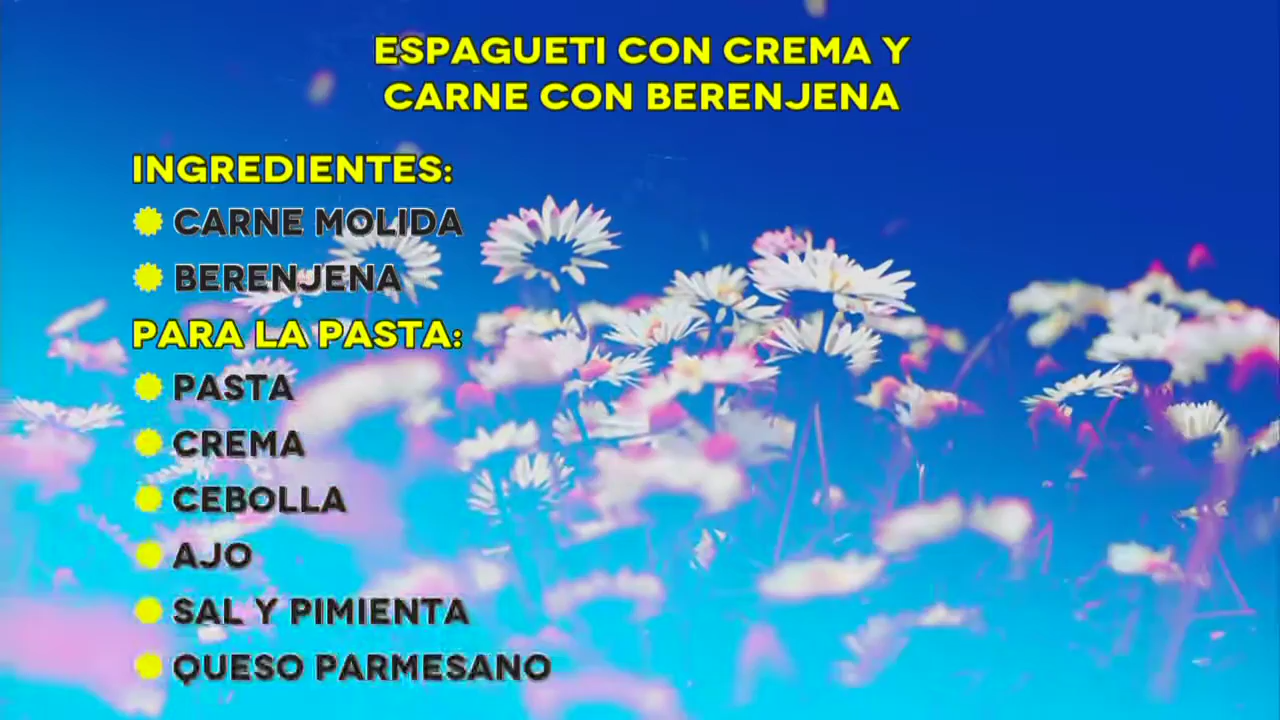 ESPAGUETI CON CREMA Y
CARNE CON BERENJENA
INGREDIENTES:
CARNE MOLIDA
BERENJENA
PARA LA PASTA:
PASTA
CREMA
CEBOLLA
AJO
SAL Y PIMIENTA
QUESO PARMESANO